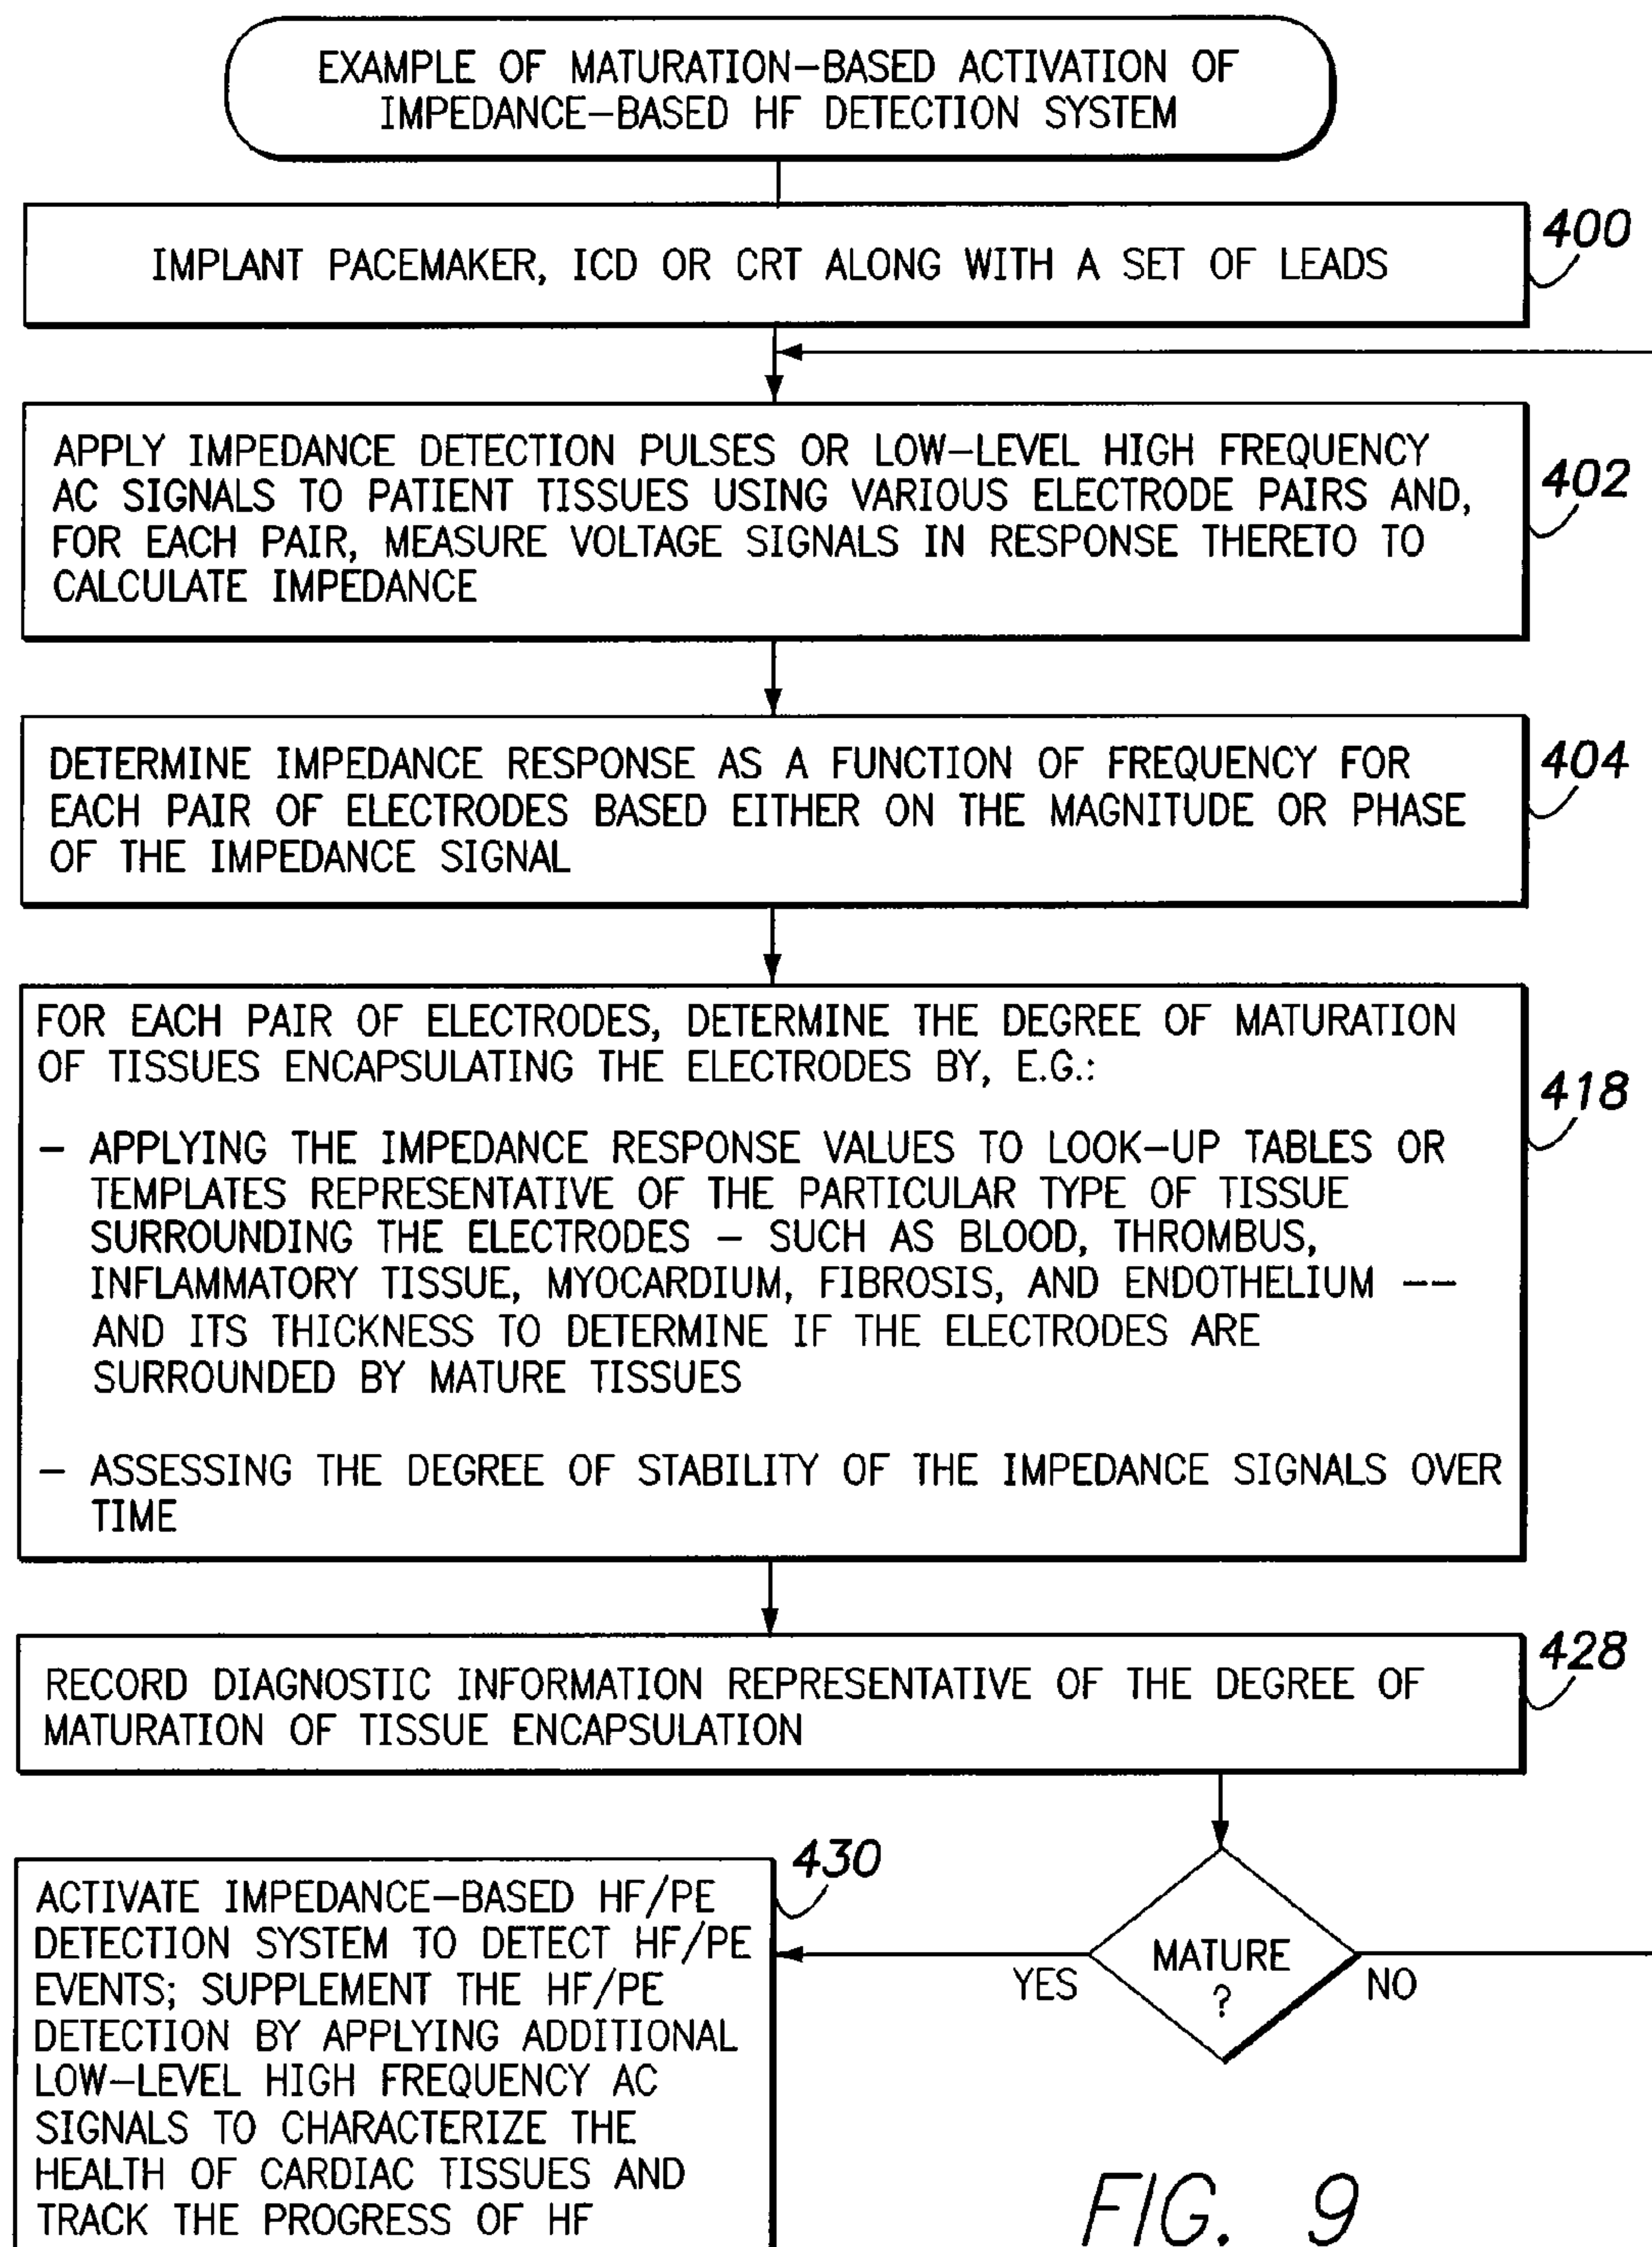 EXAMPLE OF MATURATION–BASED ACTIVATION OF
IMPEDANCE–BASED HF DETECTION SYSTEM
IMPLANT PACEMAKER, ICD OR CRT ALONG WITH A SET OF LEADS
400
APPLY IMPEDANCE DETECTION PULSES OR LOW–LEVEL HIGH FREQUENCY
AC SIGNALS TO PATIENT TISSUES USING VARIOUS ELECTRODE PAIRS AND,
FOR EACH PAIR, MEASURE VOLTAGE SIGNALS IN RESPONSE THERETO TO
CALCULATE IMPEDANCE
402
DETERMINE IMPEDANCE RESPONSE AS A FUNCTION OF FREQUENCY FOR
EACH PAIR OF ELECTRODES BASED EITHER ON THE MAGNITUDE OR PHASE
OF THE IMPEDANCE SIGNAL
404
FOR EACH PAIR OF ELECTRODES, DETERMINE THE DEGREE OF MATURATION
OF TISSUES ENCAPSULATING THE ELECTRODES BY, E.G.:
– APPLYING THE IMPEDANCE RESPONSE VALUES TO LOOK–UP TABLES OR
TEMPLATES REPRESENTATIVE OF THE PARTICULAR TYPE OF TISSUE
SURROUNDING THE ELECTRODES – SUCH AS BLOOD, THROMBUS,
INFLAMMATORY TISSUE, MYOCARDIUM, FIBROSIS, AND ENDOTHELIUM ––
AND ITS THICKNESS TO DETERMINE IF THE ELECTRODES ARE
SURROUNDED BY MATURE TISSUES
– ASSESSING THE DEGREE OF STABILITY OF THE IMPEDANCE SIGNALS OVER
TIME
418
RECORD DIAGNOSTIC INFORMATION REPRESENTATIVE OF THE DEGREE OF
MATURATION OF TISSUE ENCAPSULATION
428
MATURE
?
YES
NO
430
ACTIVATE IMPEDANCE–BASED HF/PE
DETECTION SYSTEM TO DETECT HF/PE
EVENTS; SUPPLEMENT THE HF/PE
DETECTION BY APPLYING ADDITIONAL
LOW–LEVEL HIGH FREQUENCY AC
SIGNALS TO CHARACTERIZE THE
HEALTH OF CARDIAC TISSUES AND
TRACK THE PROGRESS OF HF
FIG. 9